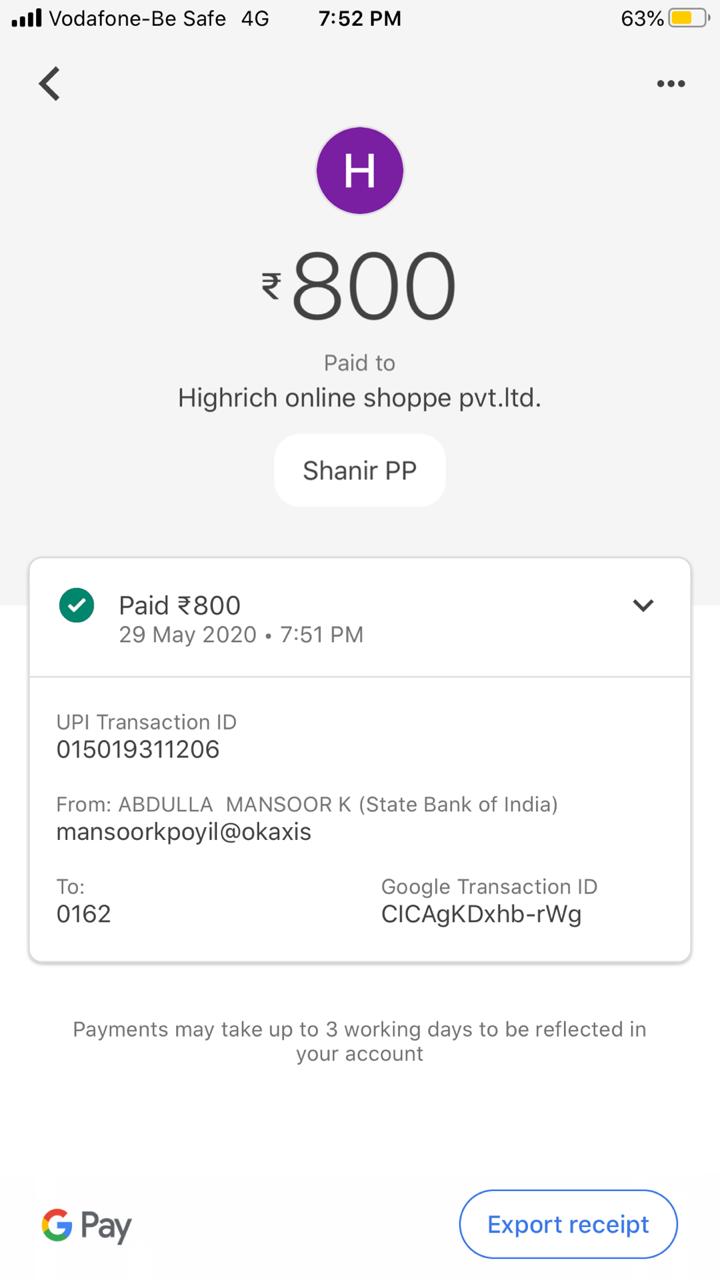 Vodafone-Be Safe 4G 7:52 PM 63%
H
₹800
Paid to
Highrich online shoppe pvt.ltd.
Shanir PP
Paid ₹800
29 May 2020 • 7:51 PM
UPI Transaction ID
015019311206
From: ABDULLA  MANSOOR K (State Bank of India)
mansoorkpoyil@okaxis
To: Google Transaction ID
0162 CICAgKDxhb-rWg
Payments may take up to 3 working days to be reflected in
your account
G Pay Export receipt